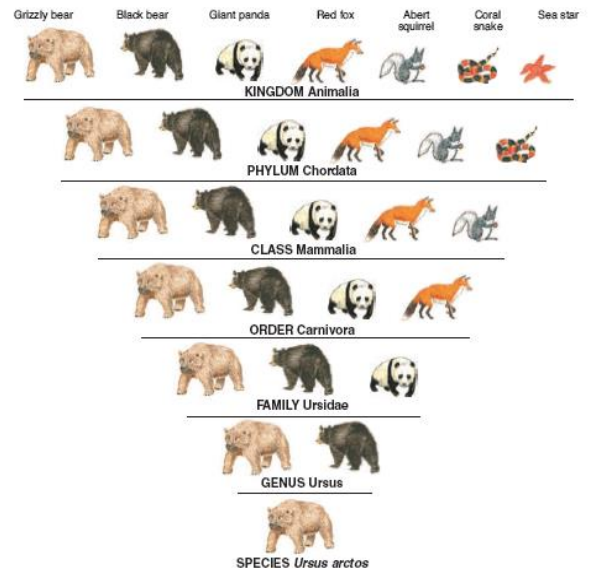 Grizzly bear Black bear Giant panda Red fox Abert squirrel Coral snake Sea star
KINGDOM Animalia
PHYLUM Chordata
CLASS Mammalia
ORDER Carnivora
FAMILY Ursidae
GENUS Ursus
SPECIES Ursus arctos